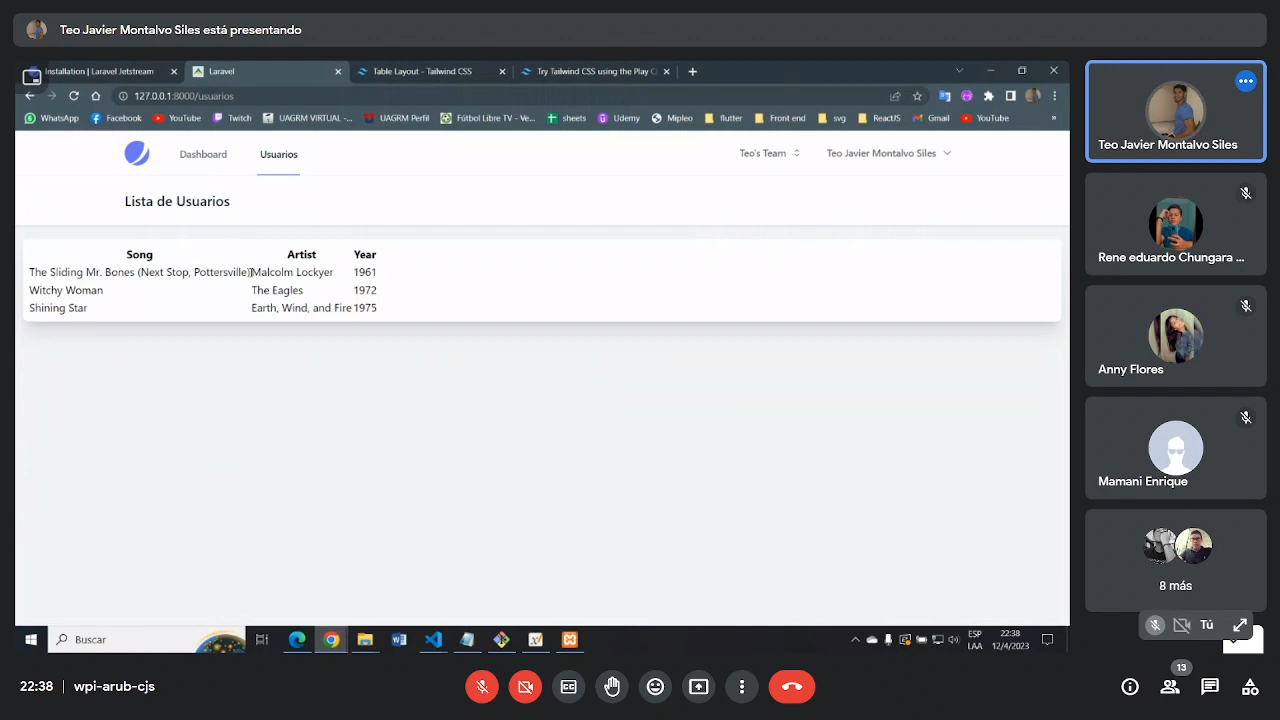 Teo Javier Montalvo Siles está presentando
Installation | Laravel Jetstream
Laravel
Table Layout - Tailwind CSS
Try Tailwind CSS using the Play C
127.0.0.1:8000/usuarios
WhatsApp
Facebook
YouTube
Twitch
UAGRM VIRTUAL -...
UAGRM Perfil
Fútbol Libre TV - Ve...
sheets
Udemy
Mipleo
flutter
Front end
svg
ReactJS
Gmail
YouTube
»
Dashboard
Usuarios
Teo's Team
Teo Javier Montalvo Siles
Lista de Usuarios
Song Artist Year
The Sliding Mr. Bones (Next Stop, Pottersville) Malcolm Lockyer 1961
Witchy Woman The Eagles 1972
Shining Star Earth, Wind, and Fire 1975
Teo Javier Montalvo Siles
Rene eduardo Chungara ...
Anny Flores
Mamani Enrique
8 más
Tú
Buscar
ESP
LAA
22:38
12/4/2023
22:38 | wpi-arub-cjs
13